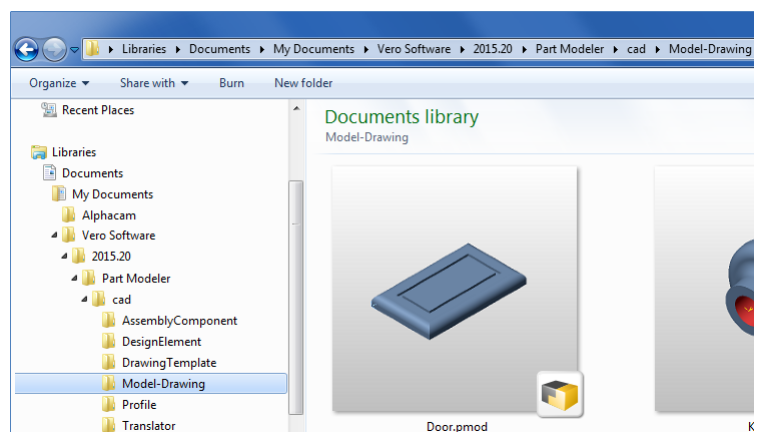 Libraries ▸ Documents ▸ My Documents ▸ Vero Software ▸ 2015.20 ▸ Part Modeler ▸ cad ▸ Model-Drawing
Organize Share with Burn New folder
Recent Places
Libraries
Documents
My Documents
Alphacam
Vero Software
2015.20
Part Modeler
cad
AssemblyComponent
DesignElement
DrawingTemplate
Model-Drawing
Profile
Translator
Documents library
Model-Drawing
Door.pmod
K